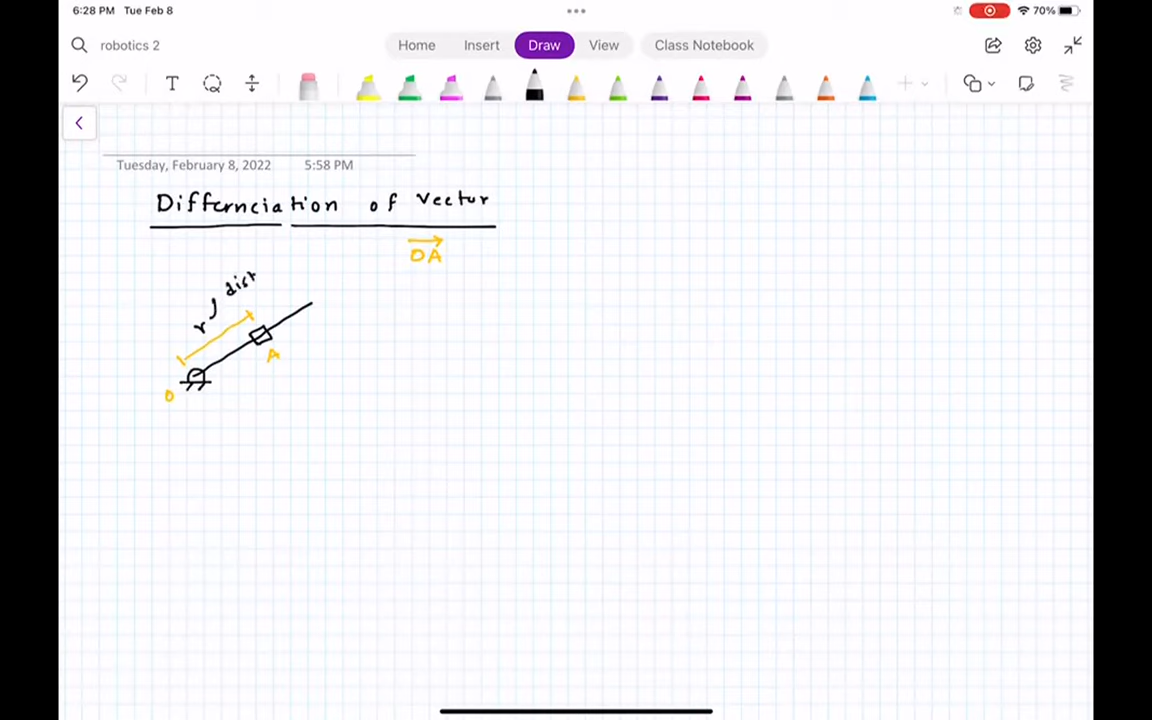 6:28 PM Tue Feb 8
70%
robotics 2
Home Insert Draw View Class Notebook
T
Tuesday, February 8, 2022 5:58 PM
Differnciation of vector
OA
r dist
A
O